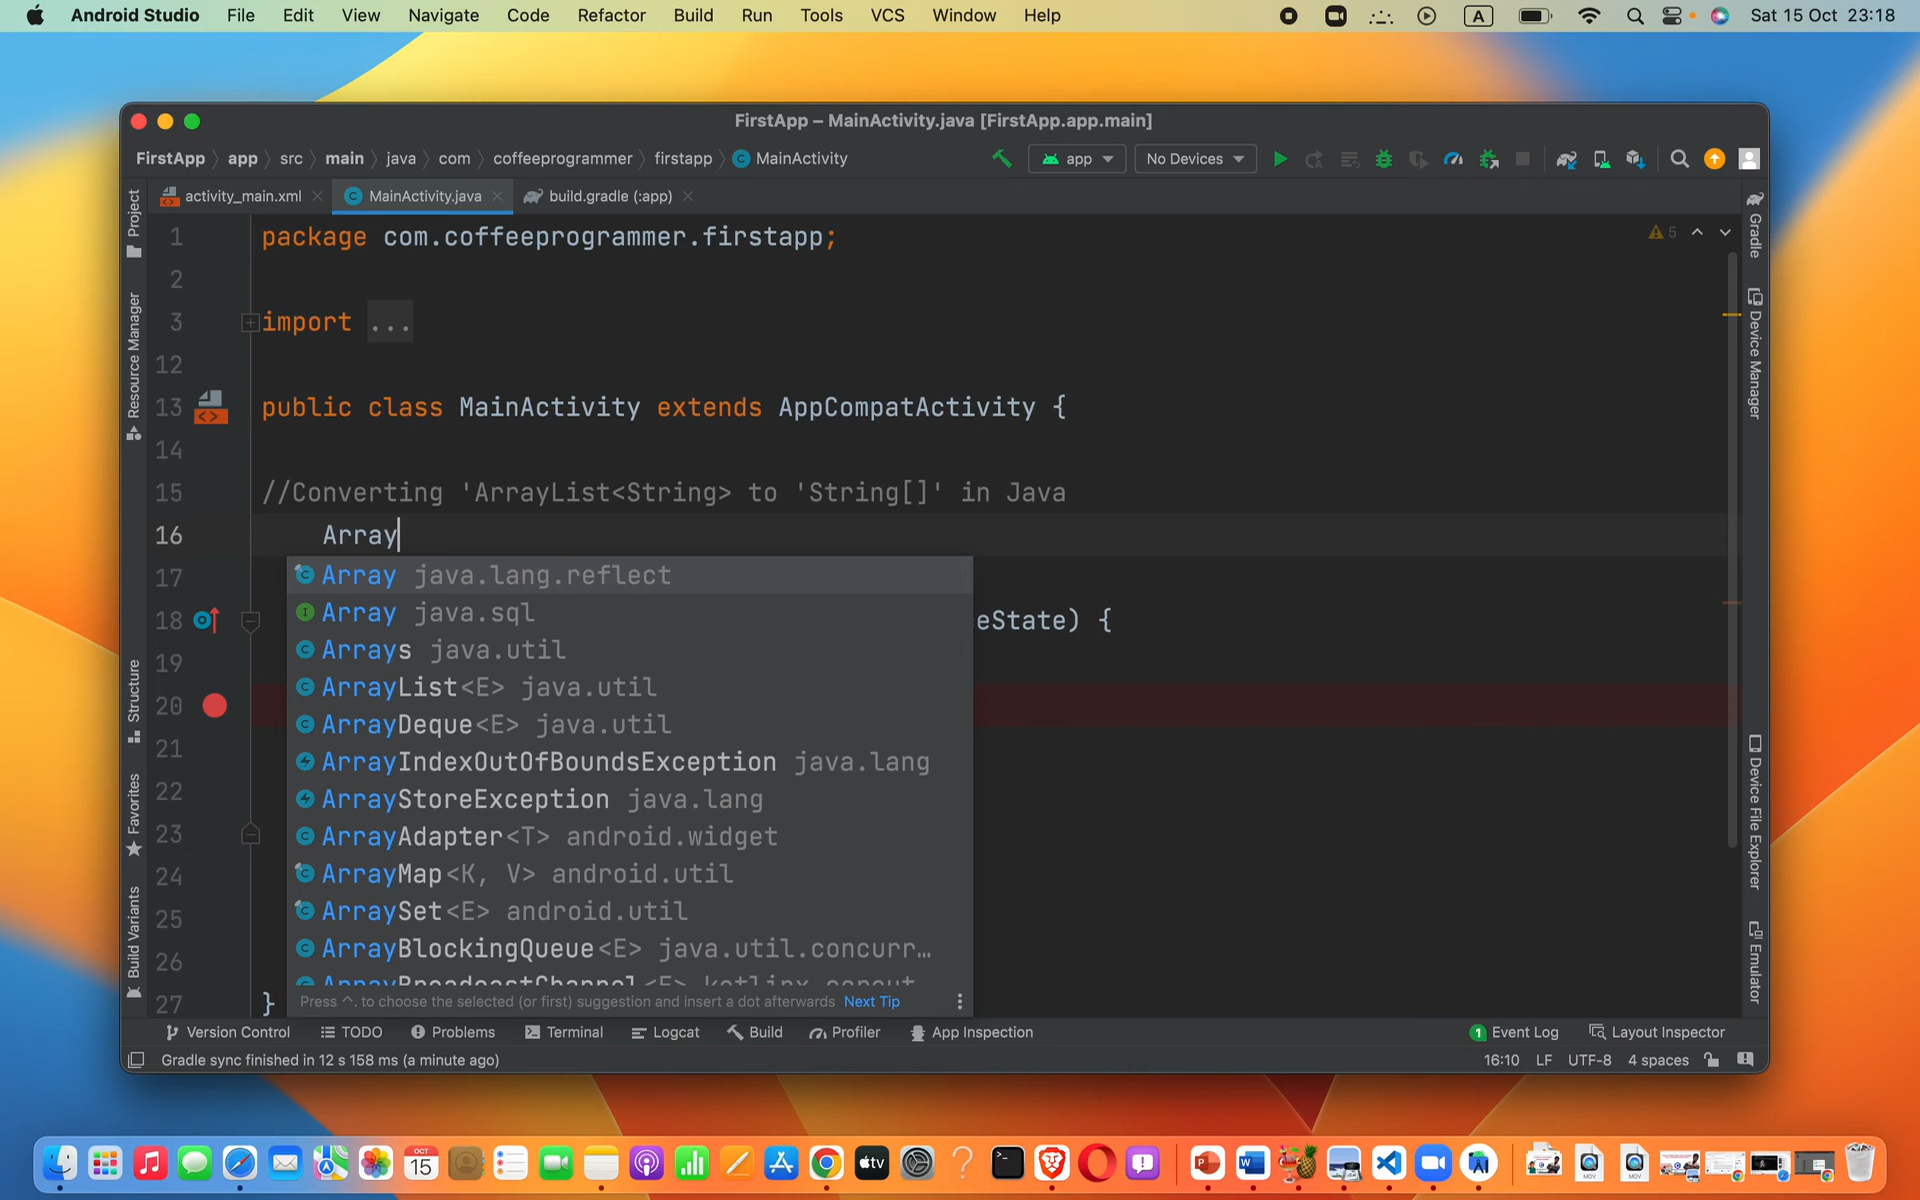 Android Studio File Edit View Navigate Code Refactor Build Run Tools VCS Window Help A Sat 15 Oct 23:18
FirstApp – MainActivity.java [FirstApp.app.main]
FirstApp app src main java com coffeeprogrammer firstapp MainActivity app No Devices
activity_main.xml MainActivity.java build.gradle (:app)
Project
Resource Manager
Structure
Favorites
Build Variants
1 package com.coffeeprogrammer.firstapp; 5
2
3 import ...
12
13 public class MainActivity extends AppCompatActivity {
14
15 //Converting 'ArrayList<String> to 'String[]' in Java
16 Array
17
18 eState) {
19
20
21
22
23
24
25
26
27 }
Array java.lang.reflect
Array java.sql
Arrays java.util
ArrayList<E> java.util
ArrayDeque<E> java.util
ArrayIndexOutOfBoundsException java.lang
ArrayStoreException java.lang
ArrayAdapter<T> android.widget
ArrayMap<K, V> android.util
ArraySet<E> android.util
ArrayBlockingQueue<E> java.util.concurr...
Press ^. to choose the selected (or first) suggestion and insert a dot afterwards Next Tip
Gradle
Device Manager
Device File Explorer
Emulator
Version Control TODO Problems Terminal Logcat Build Profiler App Inspection 1 Event Log Layout Inspector
Gradle sync finished in 12 s 158 ms (a minute ago) 16:10 LF UTF-8 4 spaces
OCT
15
tv